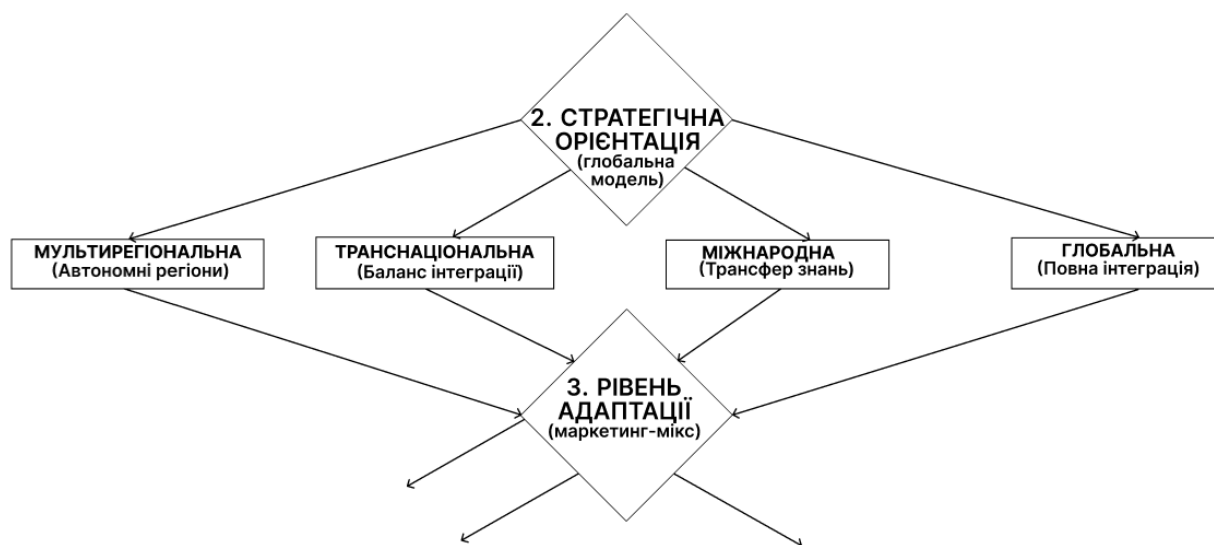 2. СТРАТЕГІЧНА
ОРІЄНТАЦІЯ
(глобальна
модель)
МУЛЬТИРЕГІОНАЛЬНА
(Автономні регіони)
ТРАНСНАЦІОНАЛЬНА
(Баланс інтеграції)
МІЖНАРОДНА
(Трансфер знань)
ГЛОБАЛЬНА
(Повна інтеграція)
3. РІВЕНЬ
АДАПТАЦІЇ
(маркетинг-мікс)